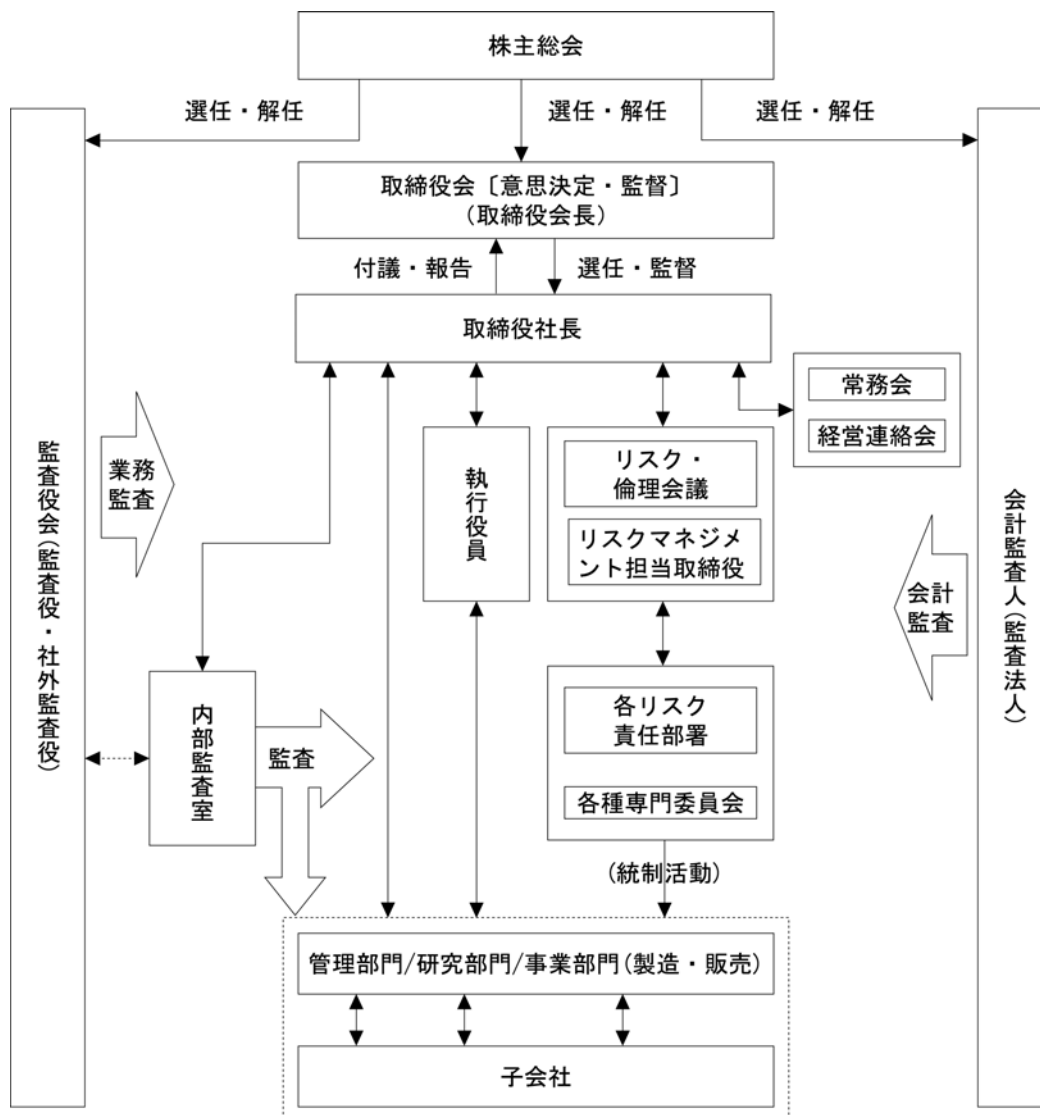 株主総会
選任・解任
選任・解任
選任・解任
取締役会〔意思決定・監督〕
(取締役会長)
付議・報告
選任・監督
取締役社長
常務会
経営連絡会
監査役会(監査役・社外監査役)
業務
監査
執行役員
リスク・
倫理会議
リスクマネジメ
ント担当取締役
会計
監査
会計監査人(監査法人)
内部監査室
監査
各リスク
責任部署
各種専門委員会
(統制活動)
管理部門/研究部門/事業部門(製造・販売)
子会社